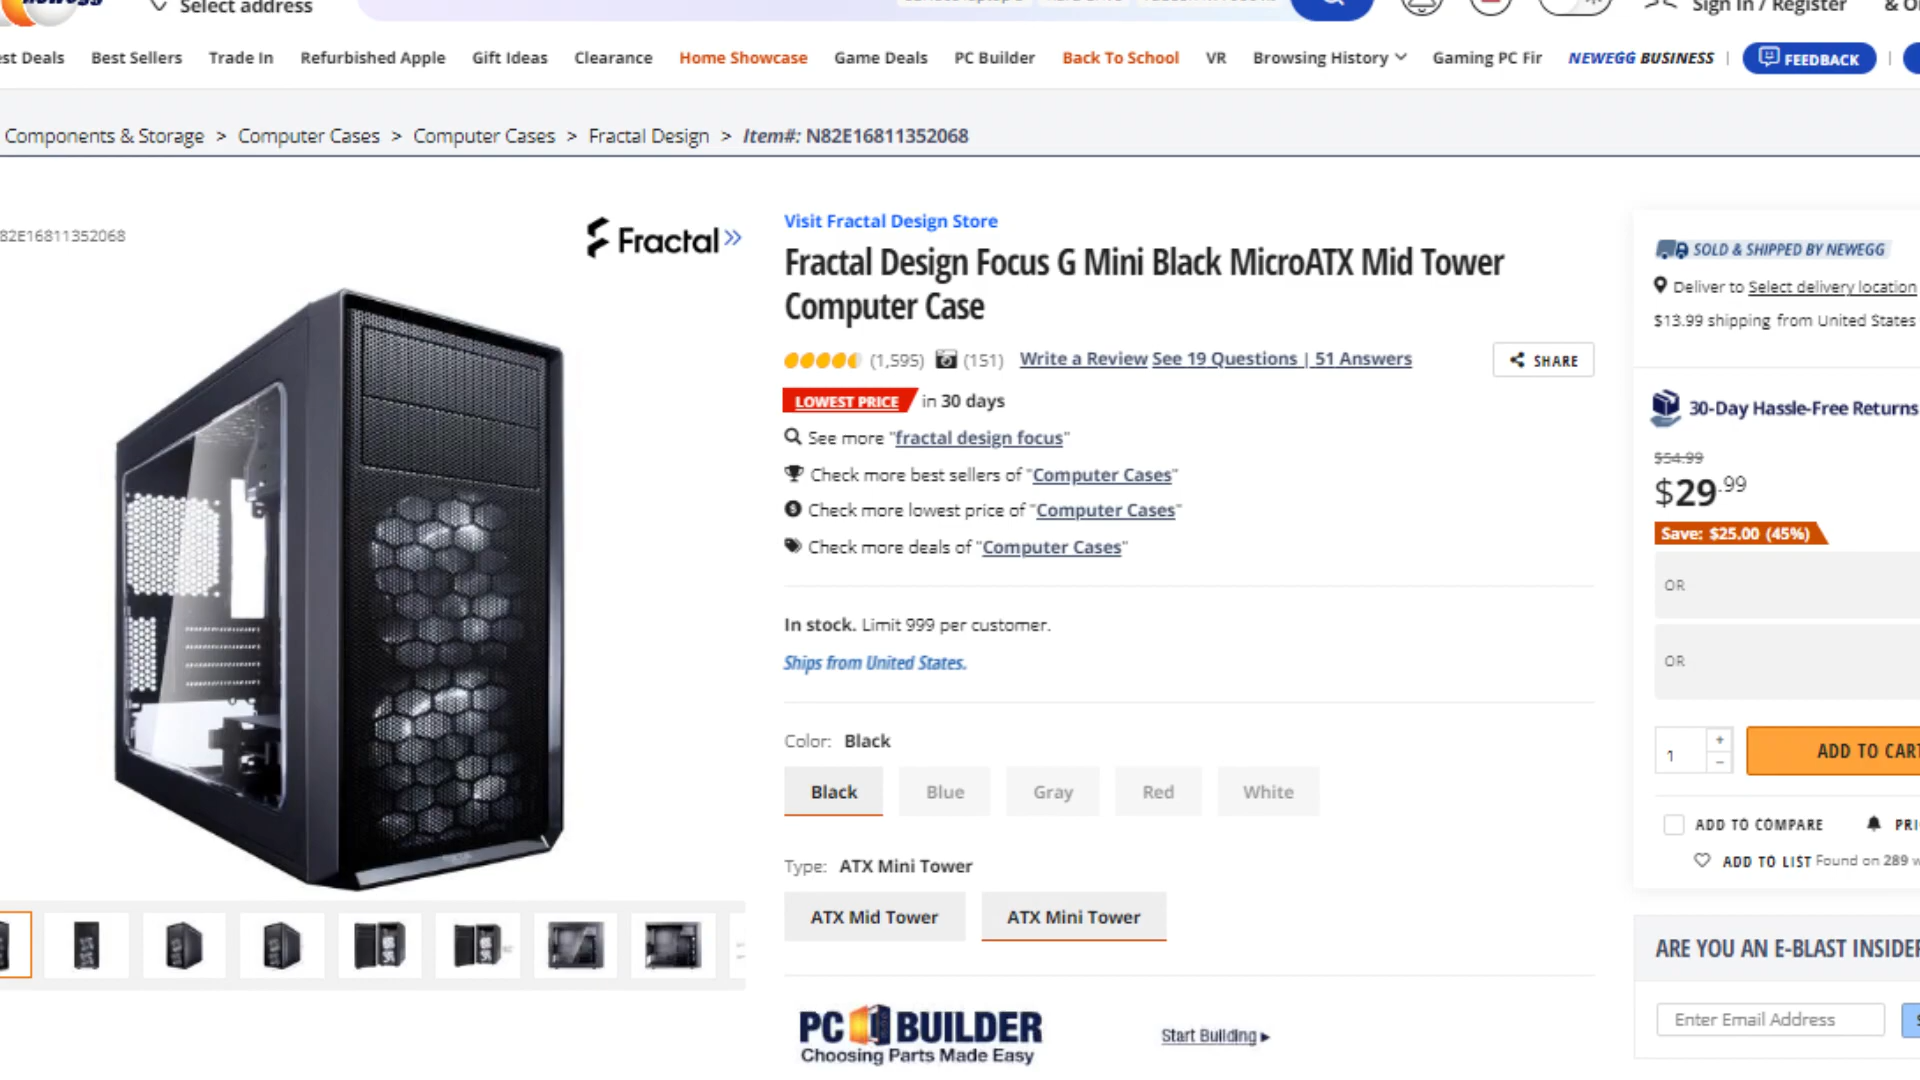 Select address
Sign In / Register
est Deals Best Sellers Trade In Refurbished Apple Gift Ideas Clearance Home Showcase Game Deals PC Builder Back To School VR Browsing History Gaming PC Fir NEWEGG BUSINESS | FEEDBACK |
Components & Storage > Computer Cases > Computer Cases > Fractal Design > Item#: N82E16811352068
82E16811352068
Fractal »
Visit Fractal Design Store
Fractal Design Focus G Mini Black MicroATX Mid Tower
Computer Case
(1,595) (151) Write a Review See 19 Questions | 51 Answers
SHARE
LOWEST PRICE in 30 days
See more "fractal design focus"
Check more best sellers of "Computer Cases"
Check more lowest price of "Computer Cases"
Check more deals of "Computer Cases"
In stock. Limit 999 per customer.
Ships from United States.
Color: Black
Black Blue Gray Red White
Type: ATX Mini Tower
ATX Mid Tower ATX Mini Tower
PC BUILDER
Choosing Parts Made Easy
Start Building ▸
SOLD & SHIPPED BY NEWEGG
Deliver to Select delivery location
$13.99 shipping from United States
30-Day Hassle-Free Returns
$54.99
$29.99
Save: $25.00 (45%)
OR
OR
1 + −
ADD TO CART
ADD TO COMPARE PRI
ADD TO LIST Found on 289 w
ARE YOU AN E-BLAST INSIDER
Enter Email Address